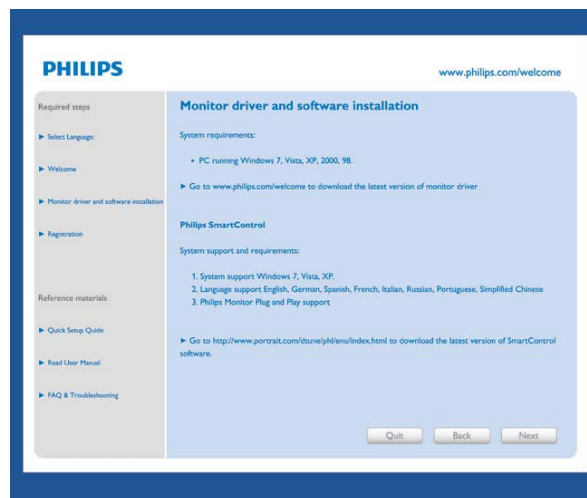 PHILIPS
www.philips.com/welcome
Required steps
▶ Select Language:
▶ Welcome
▶ Monitor driver and software installation
▶ Registration
Reference materials
▶ Quick Setup Guide
▶ Read User Manual
▶ FAQ & Troubleshooting
Monitor driver and software installation
System requirements:
• PC running Windows 7, Vista, XP, 2000, 98.
▶ Go to www.philips.com/welcome to download the latest version of monitor driver
Philips SmartControl
System support and requirements:
1. System support Windows 7, Vista, XP.
2. Language support English, German, Spanish, French, Italian, Russian, Portuguese, Simplified Chinese
3. Philips Monitor Plug and Play support
▶ Go to http://www.portrait.com/dtune/phl/enu/index.html to download the latest version of SmartControl
software.
Quit
Back
Next